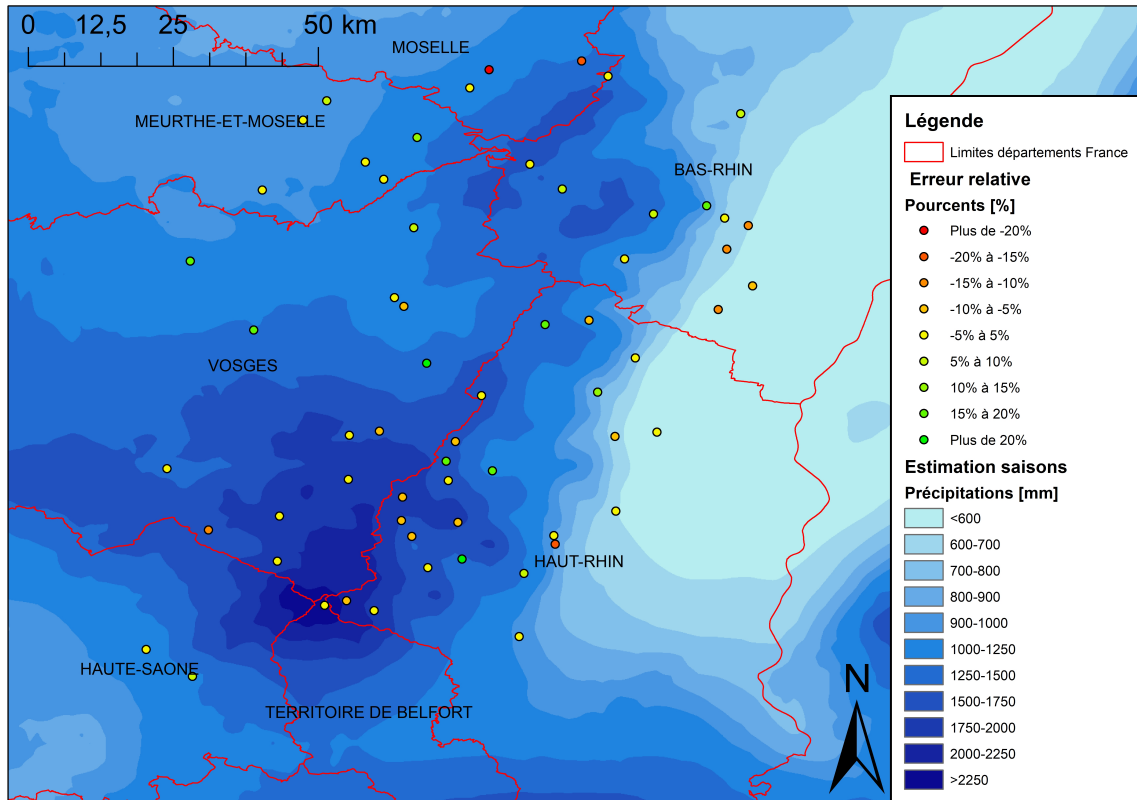 0 12,5 25 50 km
MOSELLE
MEURTHE-ET-MOSELLE
BAS-RHIN
VOSGES
HAUT-RHIN
HAUTE-SAONE
TERRITOIRE DE BELFORT
N
Légende
Limites départements France
Erreur relative
Pourcents [%]
Plus de -20%
-20% à -15%
-15% à -10%
-10% à -5%
-5% à 5%
5% à 10%
10% à 15%
15% à 20%
Plus de 20%
Estimation saisons
Précipitations [mm]
<600
600-700
700-800
800-900
900-1000
1000-1250
1250-1500
1500-1750
1750-2000
2000-2250
>2250